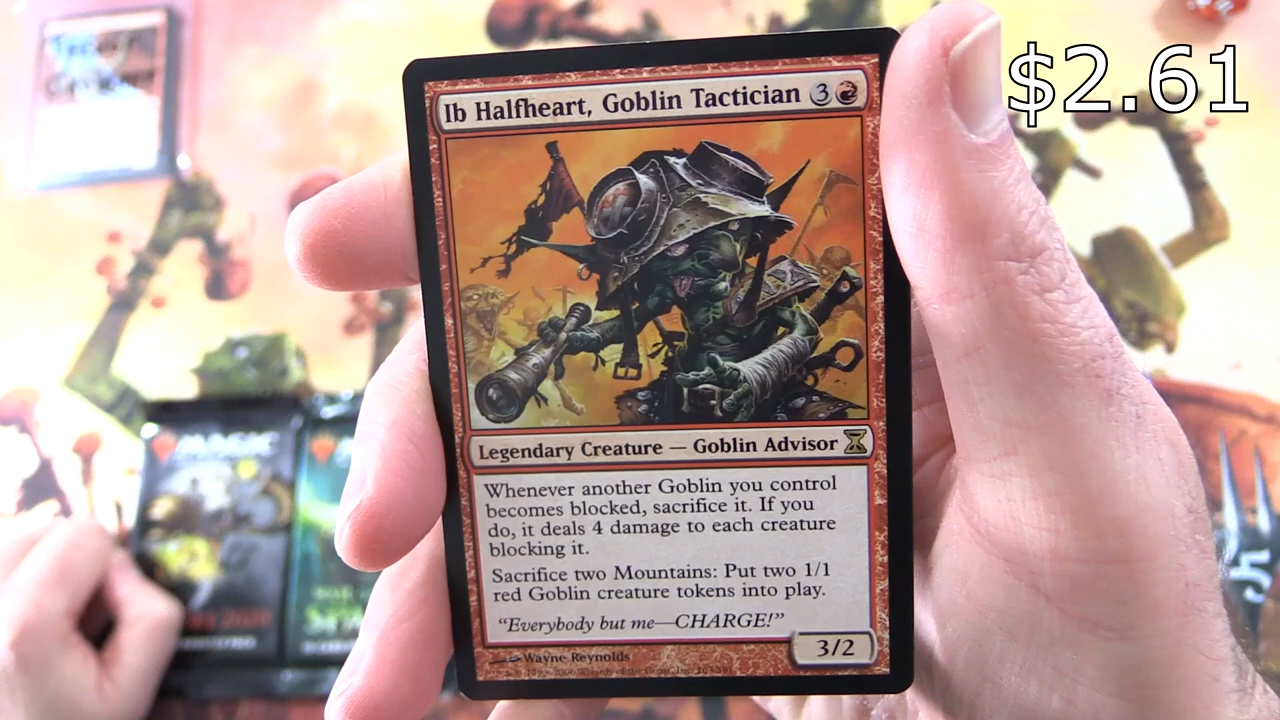 $2.61
Ib Halfheart, Goblin Tactician 3
Legendary Creature — Goblin Advisor
Whenever another Goblin you control
becomes blocked, sacrifice it. If you
do, it deals 4 damage to each creature
blocking it.
Sacrifice two Mountains: Put two 1/1
red Goblin creature tokens into play.
“Everybody but me—CHARGE!”
3/2
Wayne Reynolds
MAGIC